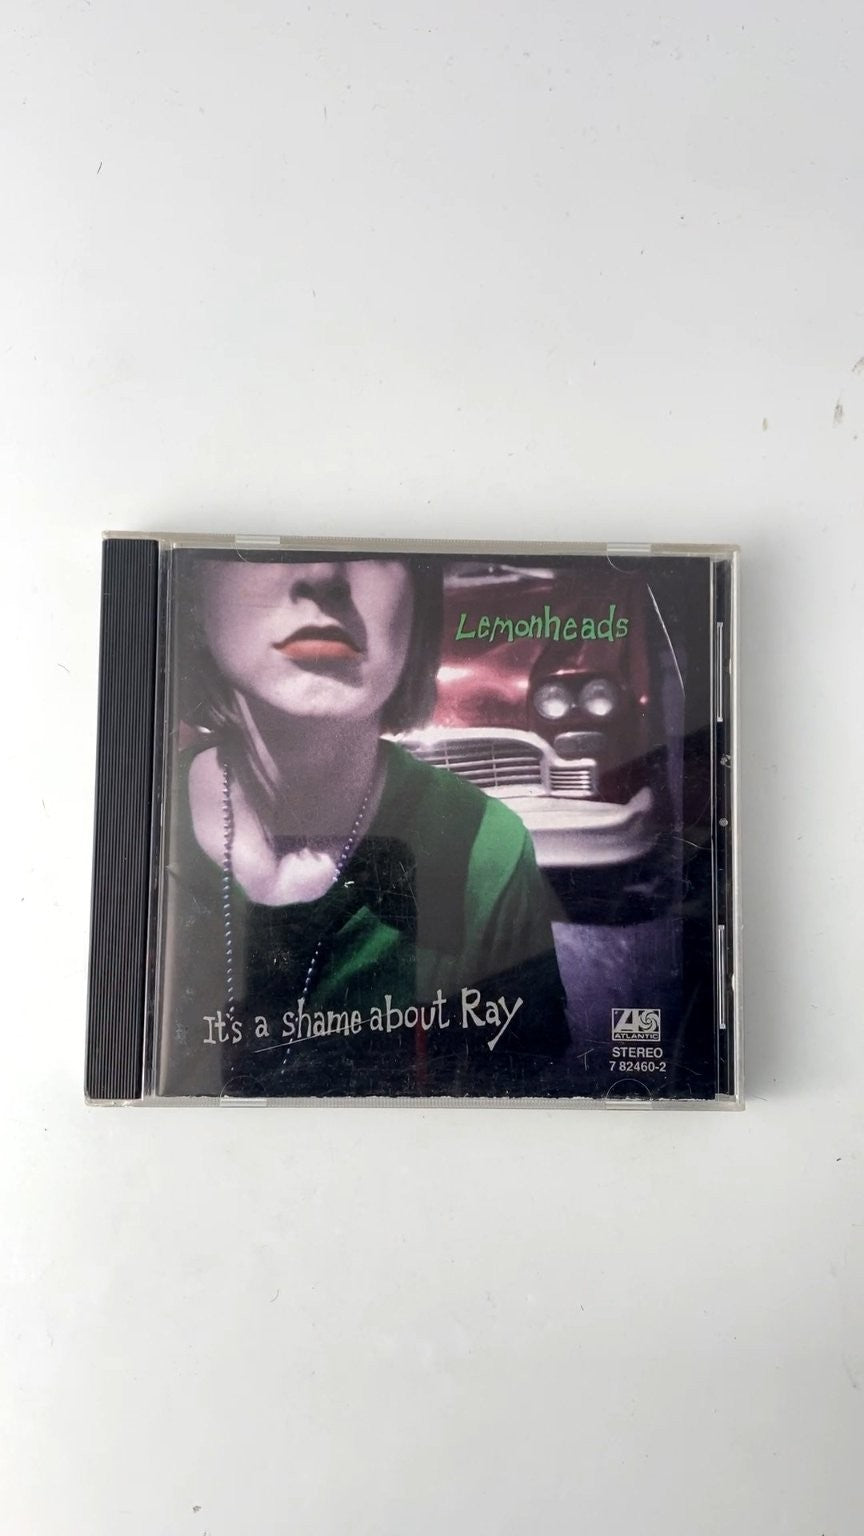 Lemonheads
It's a shame about Ray
ATLANTIC
STEREO
7 82460-2